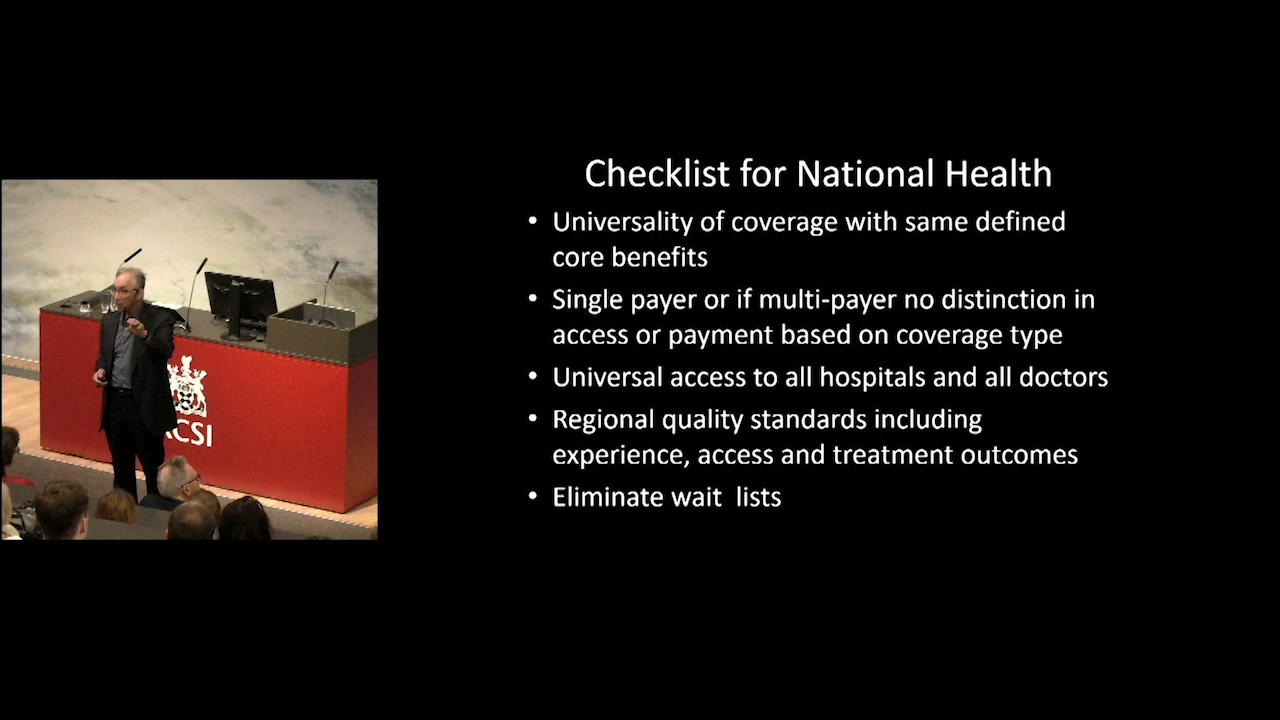 Checklist for National Health
• Universality of coverage with same defined
core benefits
• Single payer or if multi-payer no distinction in
access or payment based on coverage type
• Universal access to all hospitals and all doctors
• Regional quality standards including
experience, access and treatment outcomes
• Eliminate wait lists
RCSI